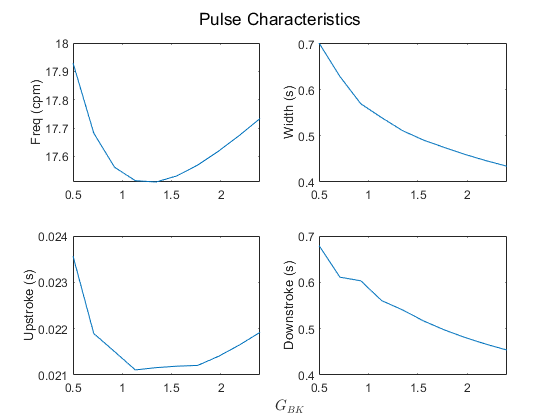 Pulse Characteristics
18
17.9
17.8
17.7
17.6
Freq (cpm)
0.5 1 1.5 2
0.7
0.6
0.5
0.4
Width (s)
0.5 1 1.5 2
0.024
0.023
0.022
0.021
Upstroke (s)
0.5 1 1.5 2
0.7
0.6
0.5
0.4
Downstroke (s)
0.5 1 1.5 2
G_{BK}